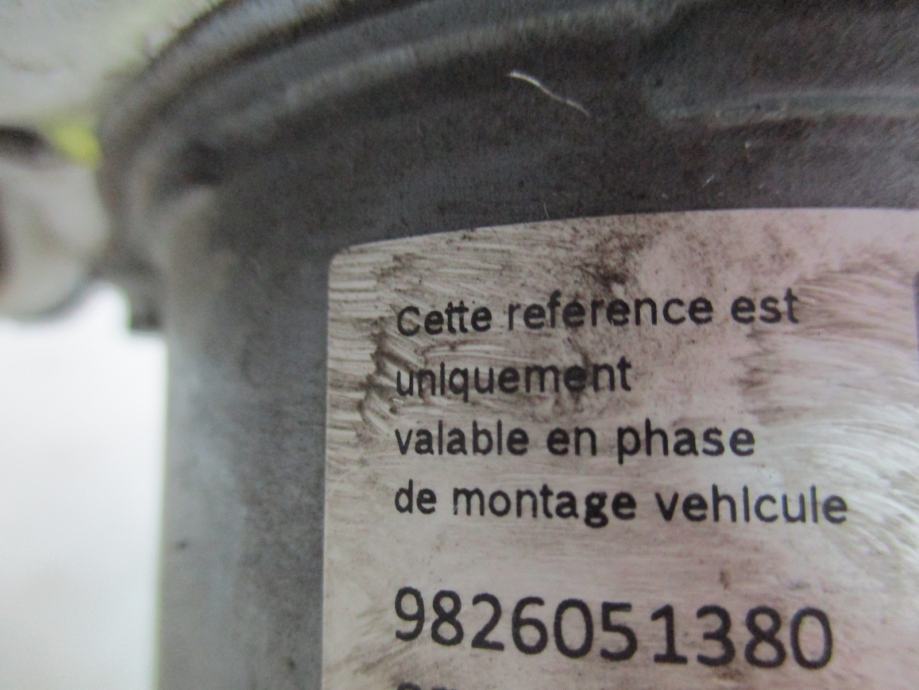 Cette reference est
uniquement
valable en phase
de montage vehicule
9826051380